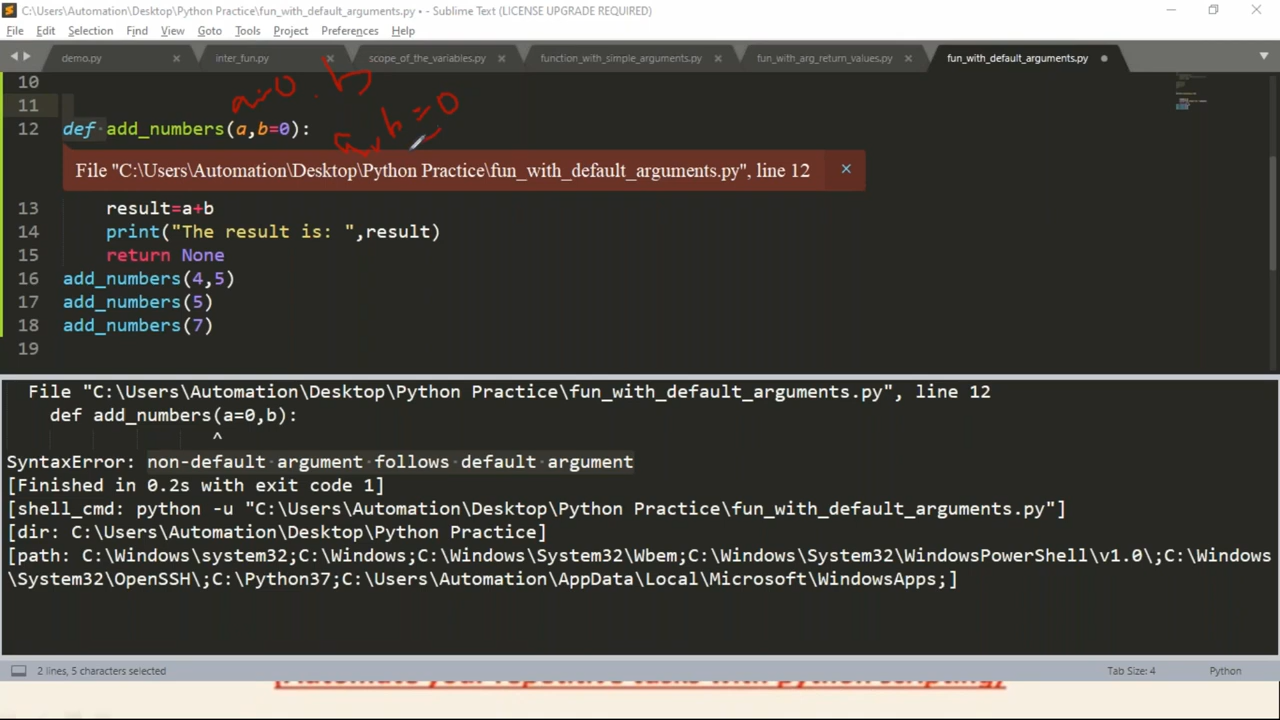 C:\Users\Automation\Desktop\Python Practice\fun_with_default_arguments.py • - Sublime Text (LICENSE UPGRADE REQUIRED)
File Edit Selection Find View Goto Tools Project Preferences Help
demo.py inter_fun.py scope_of_the_variables.py function_with_simple_arguments.py fun_with_arg_return_values.py fun_with_default_arguments.py
10
a=0 , b
11
a, b=0
12 def add_numbers(a,b=0):
File "C:\Users\Automation\Desktop\Python Practice\fun_with_default_arguments.py", line 12
13 result=a+b
14 print("The result is: ",result)
15 return None
16 add_numbers(4,5)
17 add_numbers(5)
18 add_numbers(7)
19
File "C:\Users\Automation\Desktop\Python Practice\fun_with_default_arguments.py", line 12
def add_numbers(a=0,b):
^
SyntaxError: non-default argument follows default argument
[Finished in 0.2s with exit code 1]
[shell_cmd: python -u "C:\Users\Automation\Desktop\Python Practice\fun_with_default_arguments.py"]
[dir: C:\Users\Automation\Desktop\Python Practice]
[path: C:\Windows\system32;C:\Windows;C:\Windows\System32\Wbem;C:\Windows\System32\WindowsPowerShell\v1.0\;C:\Windows
\System32\OpenSSH\;C:\Python37;C:\Users\Automation\AppData\Local\Microsoft\WindowsApps;]
2 lines, 5 characters selected Tab Size: 4 Python